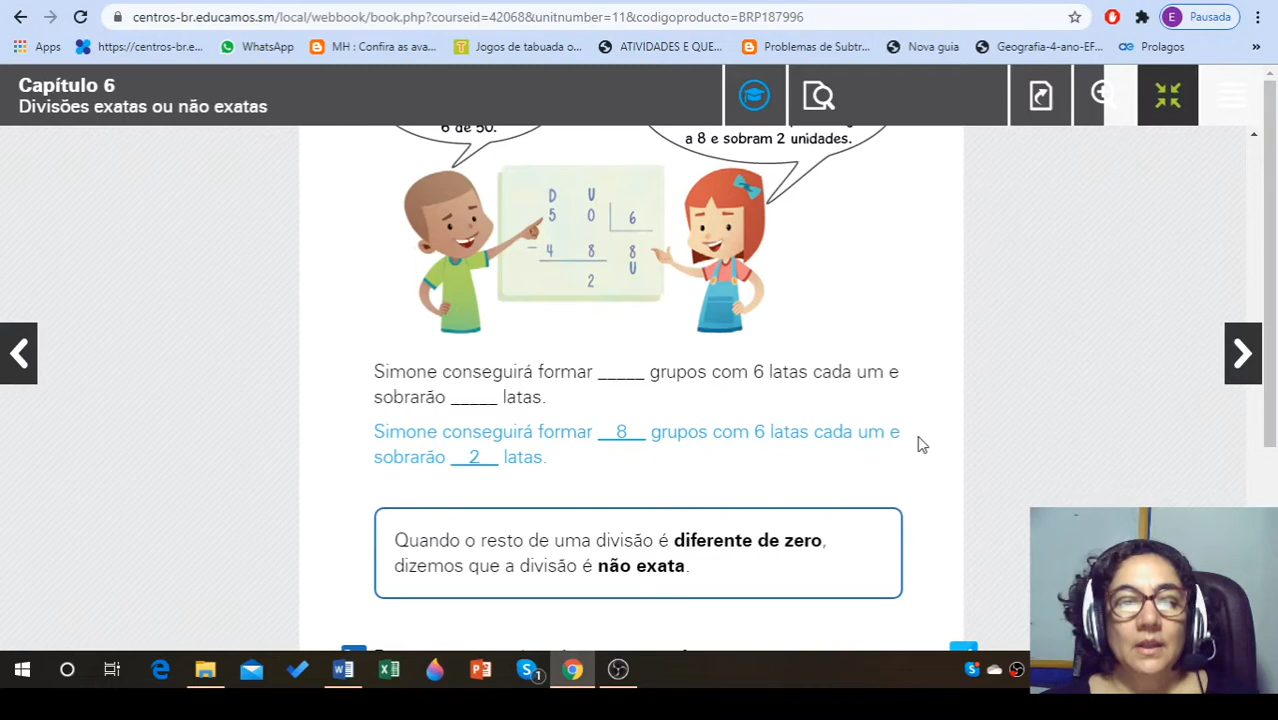 centros-br.educamos.sm/local/webbook/book.php?courseid=42068&unitnumber=11&codigoproducto=BRP187996
E Pausada
Apps https://centros-br.e... WhatsApp MH : Confira as ava... Jogos de tabuada o... ATIVIDADES E QUE... Problemas de Subtr... Nova guia Geografia-4-ano-EF... Prolagos »
Capítulo 6
Divisões exatas ou não exatas
6 de 50.
a 8 e sobram 2 unidades.
D U
5 0 6
− 4 8 8
U
2
Simone conseguirá formar _____ grupos com 6 latas cada um e
sobrarão _____ latas.
Simone conseguirá formar __8__ grupos com 6 latas cada um e
sobrarão __2__ latas.
Quando o resto de uma divisão é diferente de zero,
dizemos que a divisão é não exata.